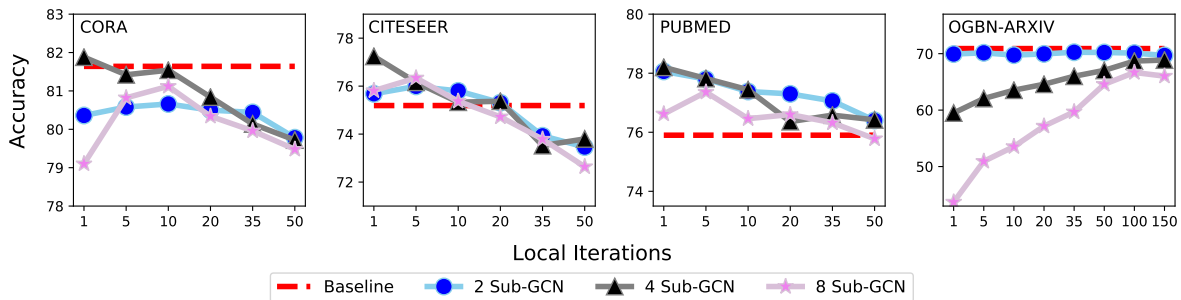 CORA
CITESEER
PUBMED
OGBN-ARXIV
Accuracy
83
82
81
80
79
78
1 5 10 20 35 50
78
76
74
72
1 5 10 20 35 50
80
78
76
74
1 5 10 20 35 50
70
60
50
1 5 10 20 35 50 100 150
Local Iterations
Baseline 2 Sub-GCN 4 Sub-GCN 8 Sub-GCN